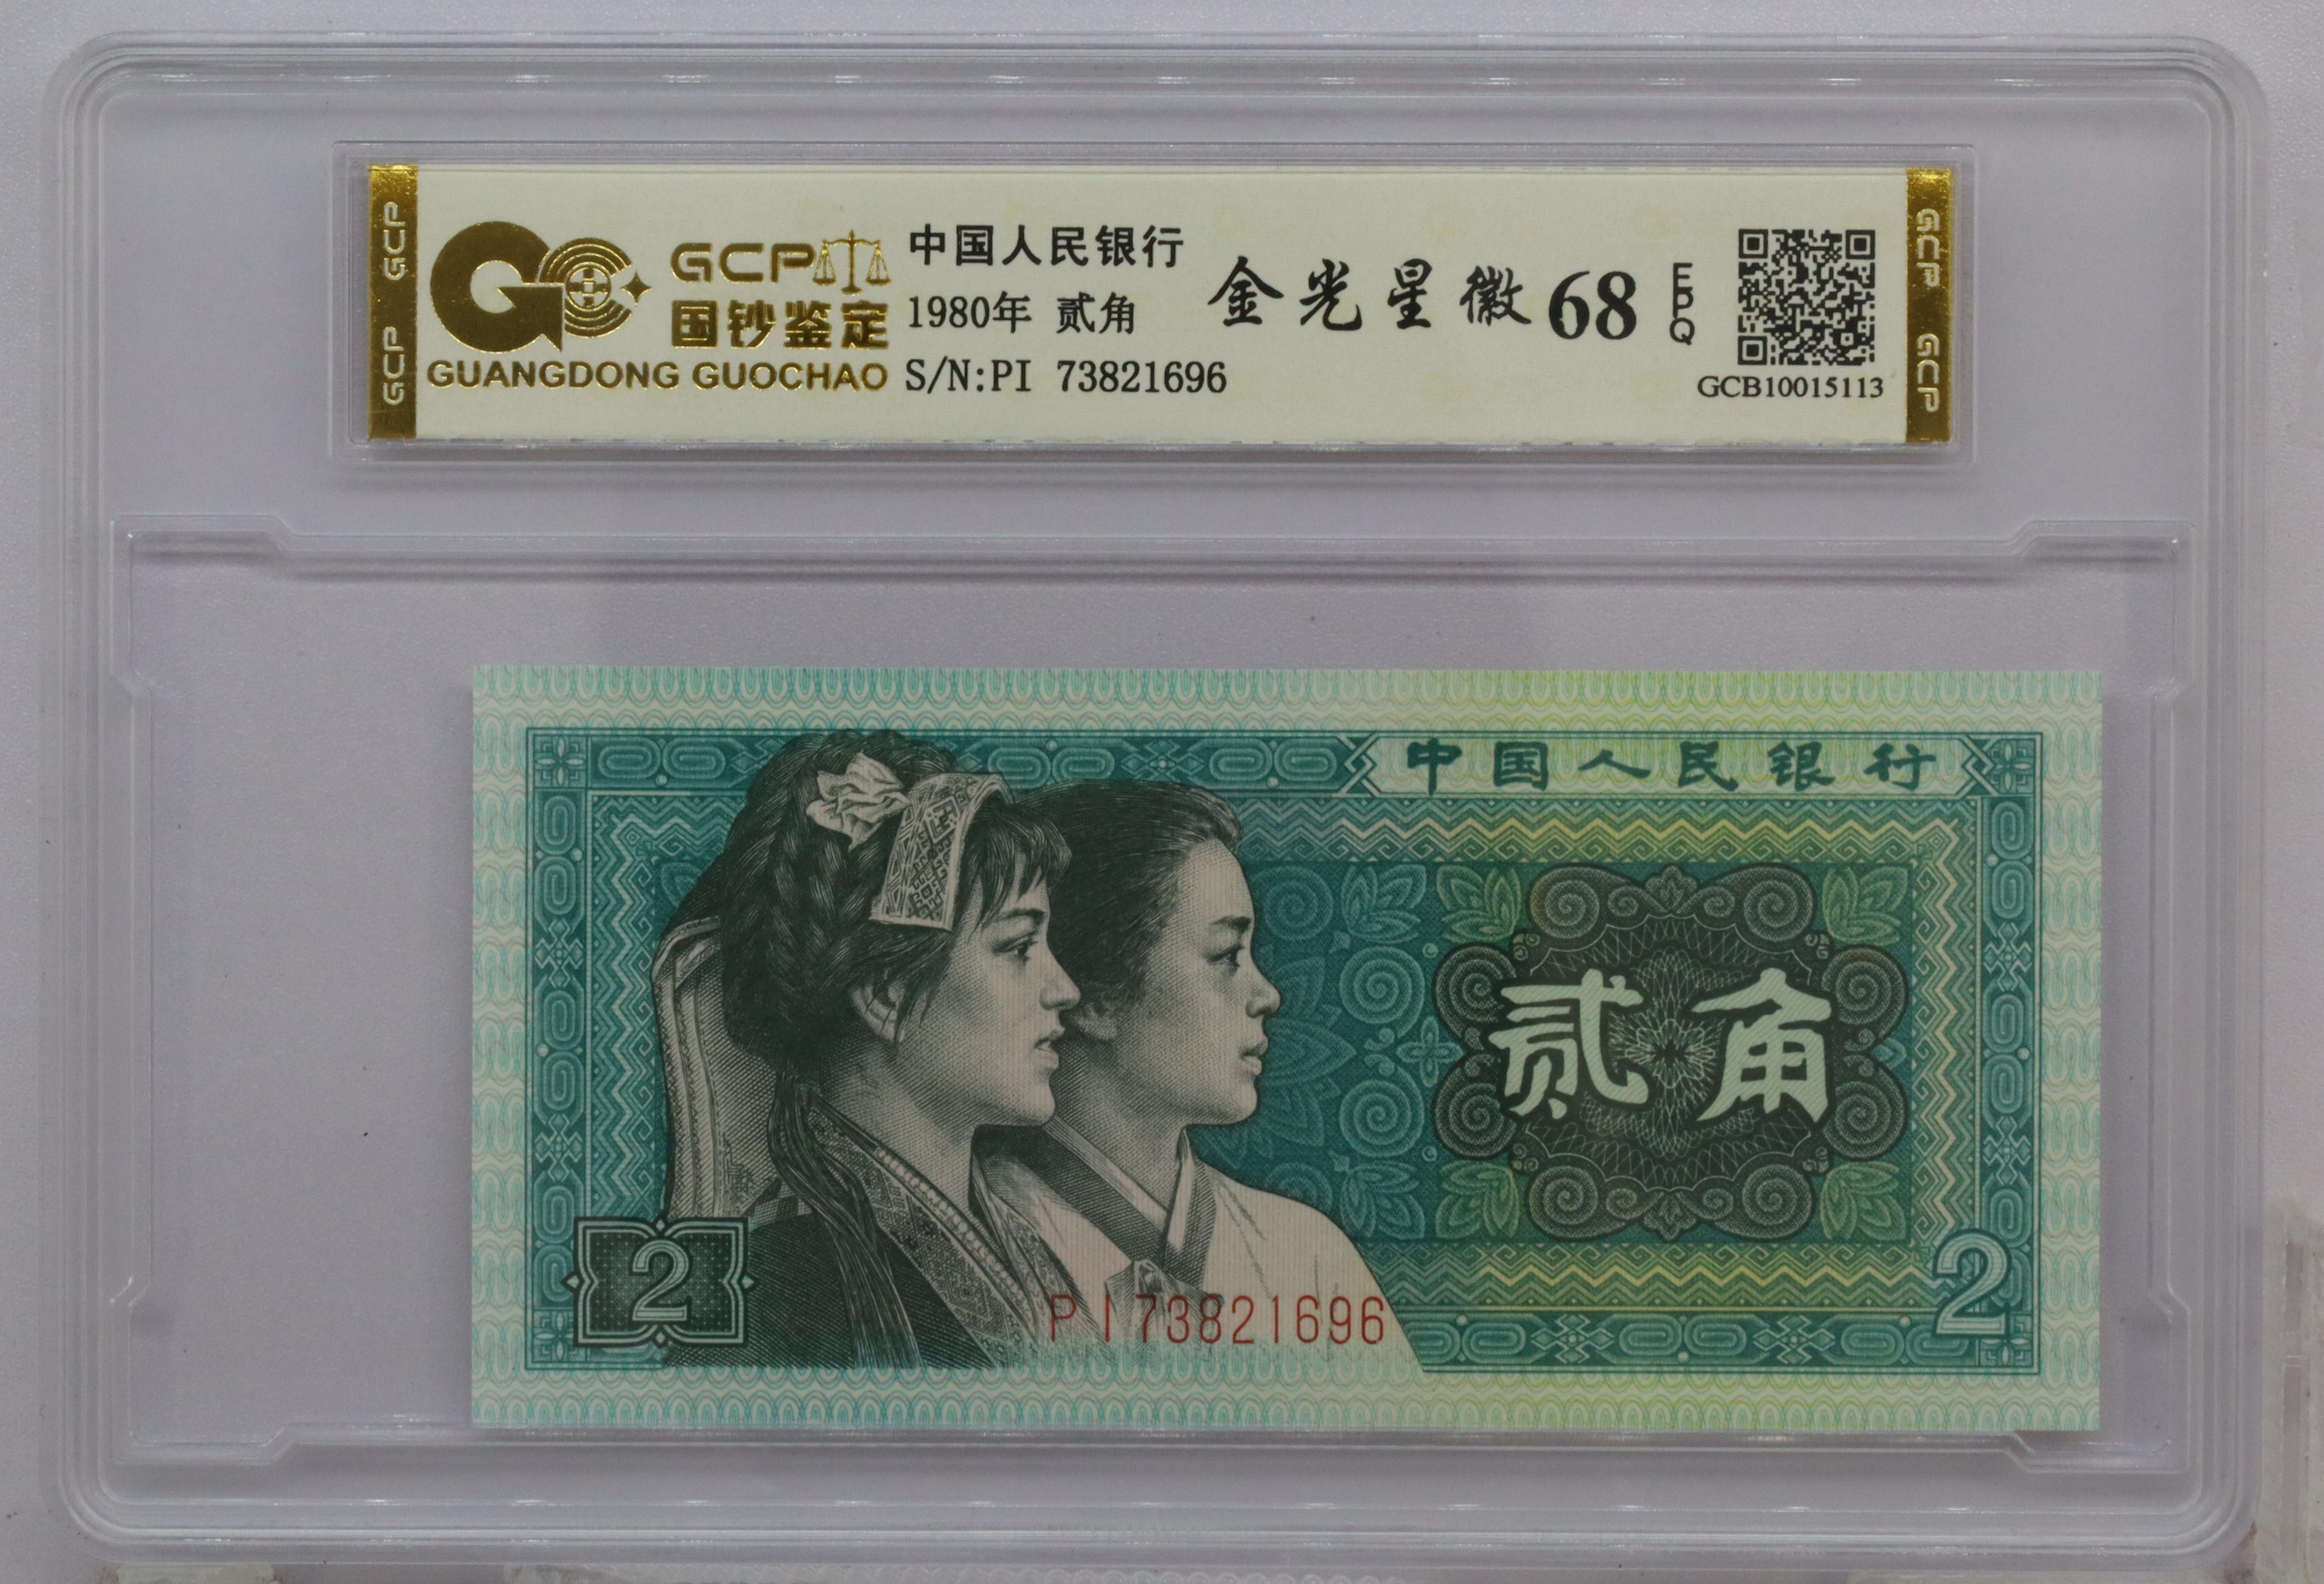 GCP GCP
GCP
国钞鉴定
GUANGDONG GUOCHAO
中国人民银行
1980年 贰角
S/N:PI 73821696
金光星徽 68
EPQ
GCB10015113
GCP GCP
中国人民银行
贰角
2
PI73821696
2